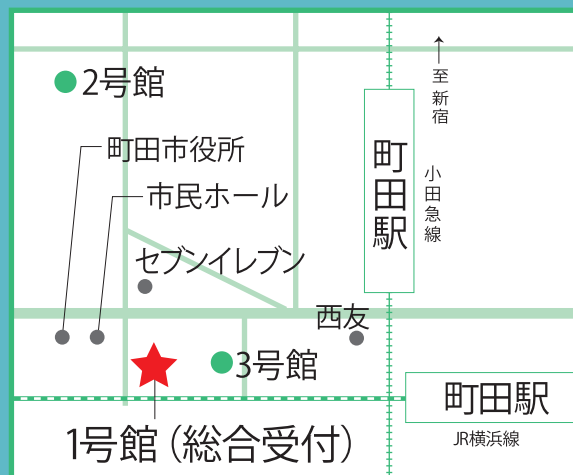 2号館
至 新宿
町田駅
小田急線
町田市役所
市民ホール
セブンイレブン
西友
3号館
町田駅
JR横浜線
1号館（総合受付）